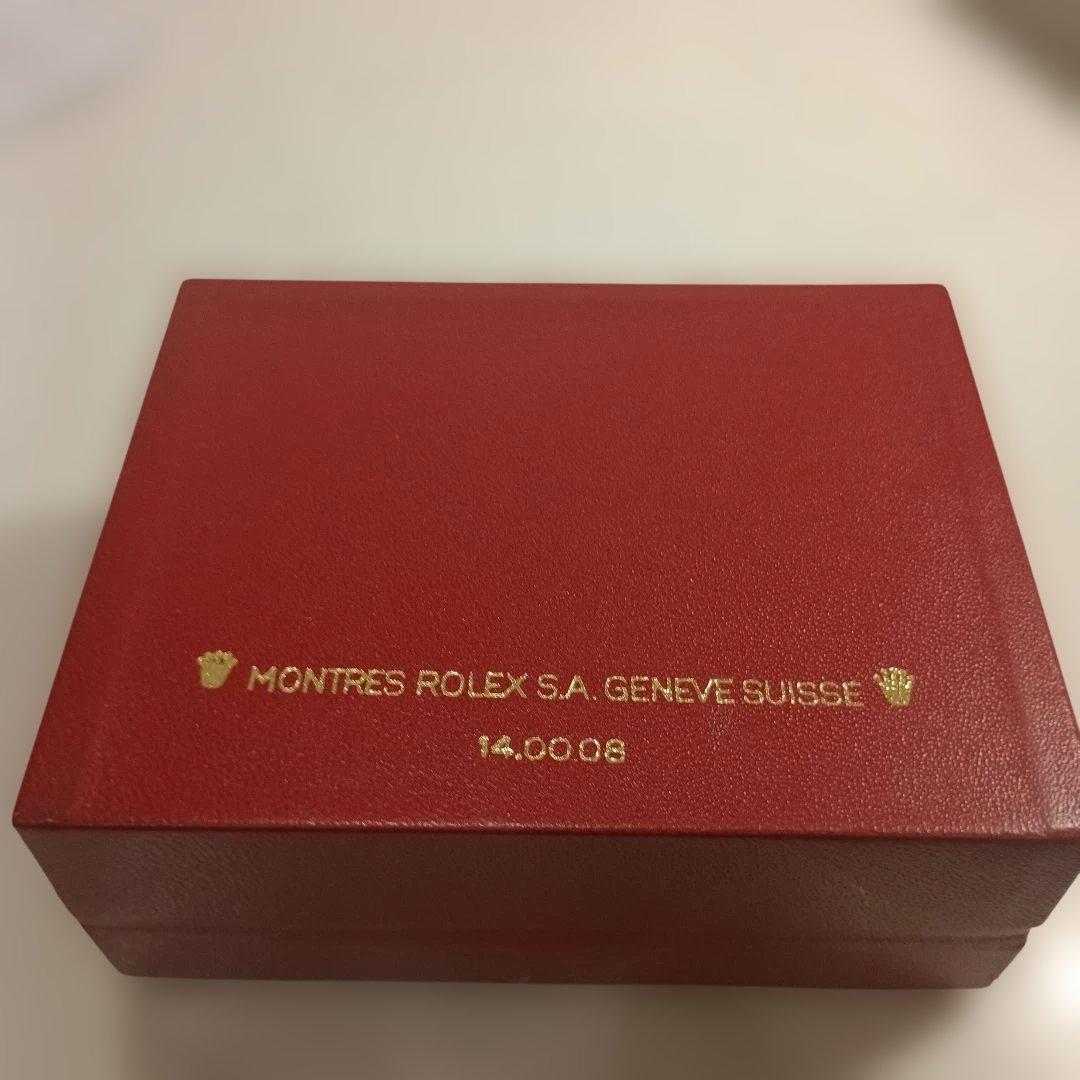 MONTRES ROLEX S.A. GENEVE SUISSE
14.00.08